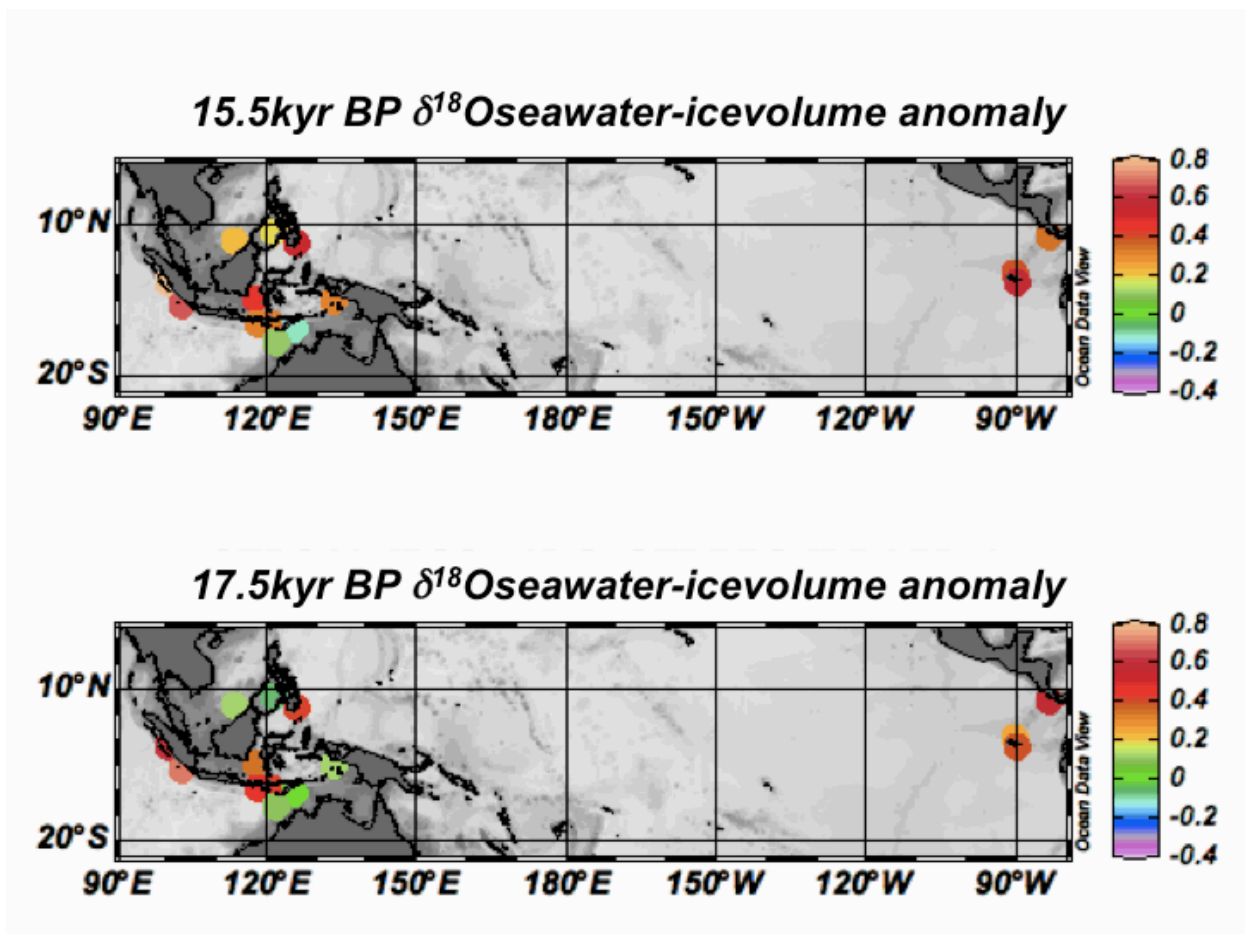 15.5kyr BP δ¹⁸Oseawater-icevolume anomaly
0.8
0.6
10°N
0.4
0.2
0
-0.2
20°S
-0.4
Ocean Data View
90°E 120°E 150°E 180°E 150°W 120°W 90°W
17.5kyr BP δ¹⁸Oseawater-icevolume anomaly
0.8
0.6
10°N
0.4
0.2
0
-0.2
20°S
-0.4
Ocean Data View
90°E 120°E 150°E 180°E 150°W 120°W 90°W